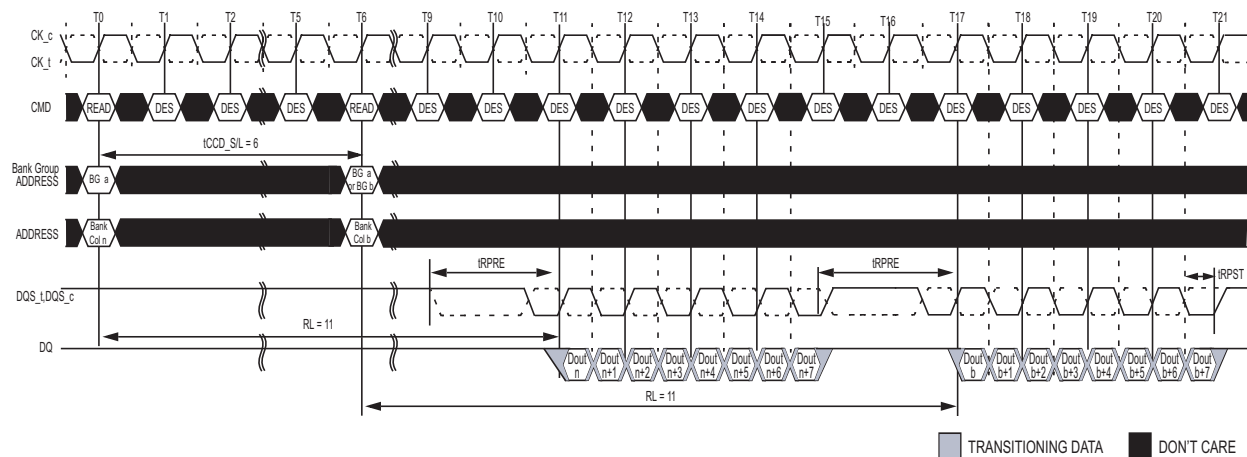 T0 T1 T2 T5 T6 T9 T10 T11 T12 T13 T14 T15 T16 T17 T18 T19 T20 T21
CK_c
CK_t
CMD READ DES DES DES READ DES DES DES DES DES DES DES DES DES DES DES DES DES
tCCD_S/L = 6
Bank Group
ADDRESS
BG a
BG a
or BG b
ADDRESS
Bank
Col n
Bank
Col b
tRPRE
tRPRE
tRPST
DQS_t,DQS_c
RL = 11
DQ
Dout
n
Dout
n+1
Dout
n+2
Dout
n+3
Dout
n+4
Dout
n+5
Dout
n+6
Dout
n+7
Dout
b
Dout
b+1
Dout
b+2
Dout
b+3
Dout
b+4
Dout
b+5
Dout
b+6
Dout
b+7
RL = 11
TRANSITIONING DATA
DON'T CARE